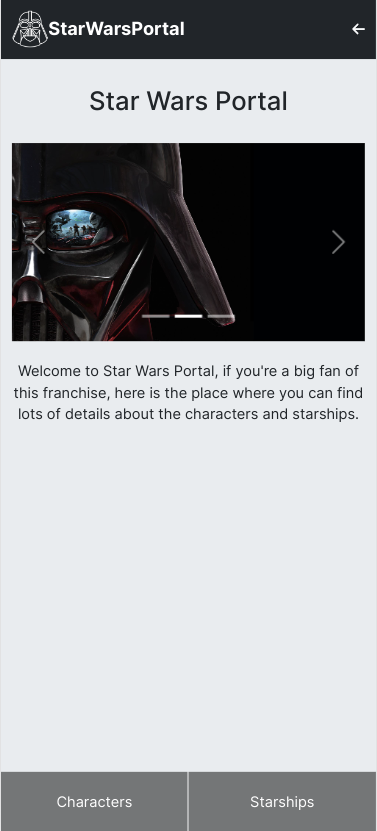 StarWarsPortal
Star Wars Portal
Welcome to Star Wars Portal, if you're a big fan of
this franchise, here is the place where you can find
lots of details about the characters and starships.
Characters
Starships